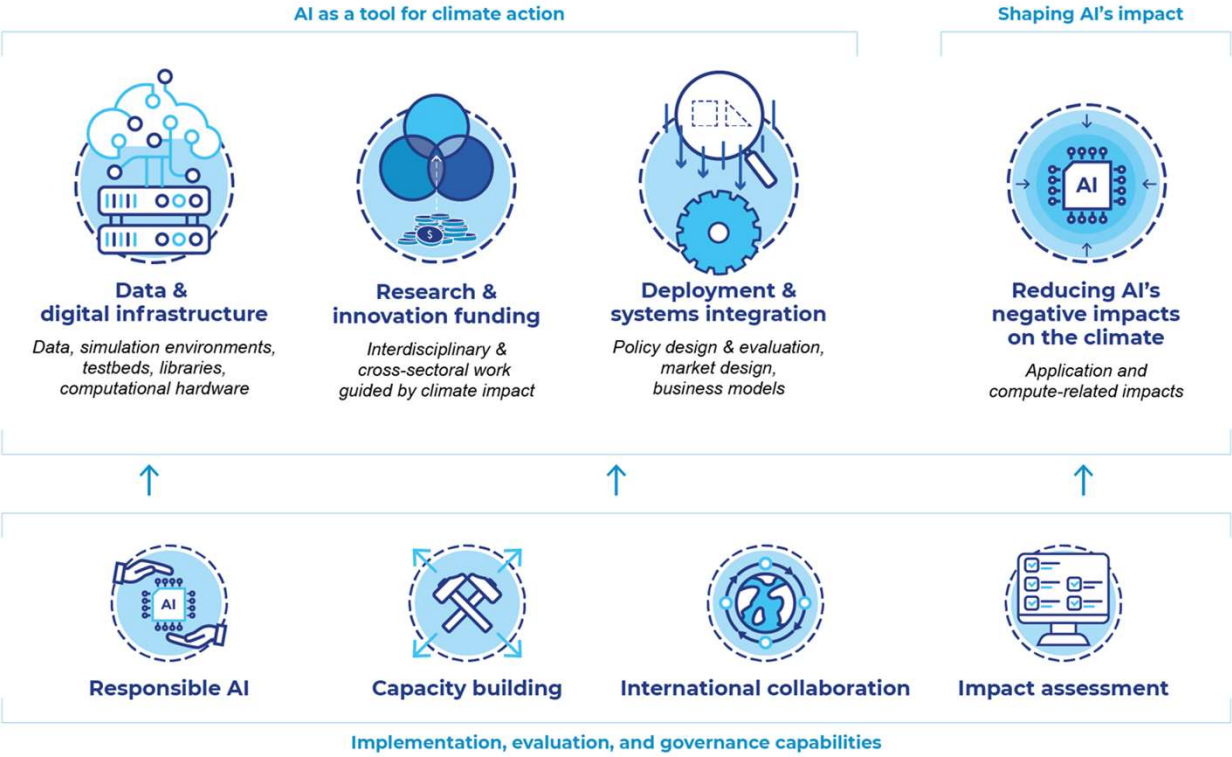 AI as a tool for climate action
Shaping AI's impact
Data &
digital infrastructure
Data, simulation environments,
testbeds, libraries,
computational hardware
$
Research &
innovation funding
Interdisciplinary &
cross-sectoral work
guided by climate impact
Deployment &
systems integration
Policy design & evaluation,
market design,
business models
AI
Reducing AI's
negative impacts
on the climate
Application and
compute-related impacts
AI
Responsible AI
Capacity building
International collaboration
Impact assessment
Implementation, evaluation, and governance capabilities